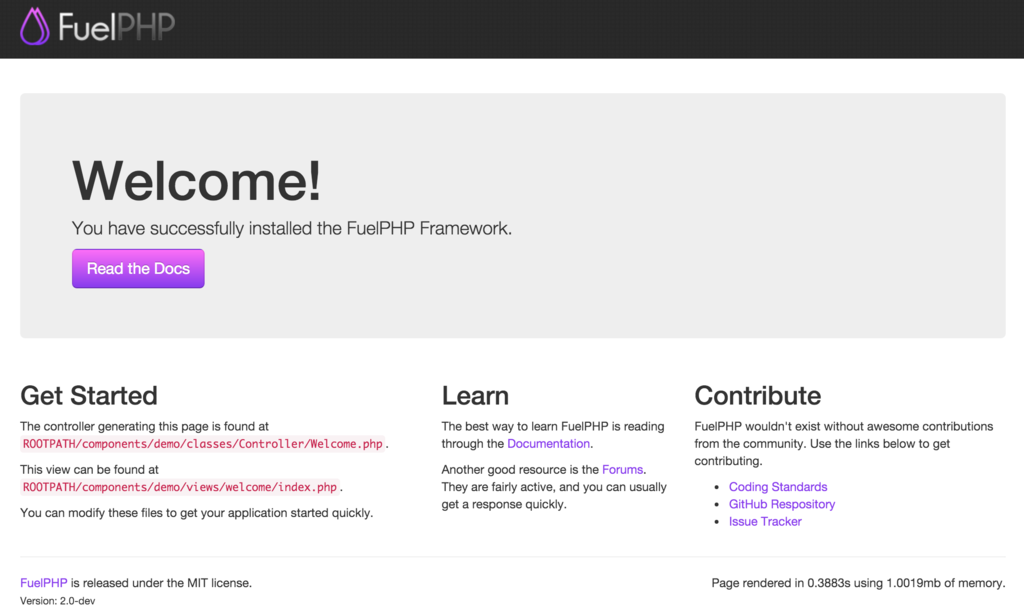 FuelPHP
Welcome!
You have successfully installed the FuelPHP Framework.
Read the Docs
Get Started
The controller generating this page is found at
ROOTPATH/components/demo/classes/Controller/Welcome.php.
This view can be found at
ROOTPATH/components/demo/views/welcome/index.php.
You can modify these files to get your application started quickly.
Learn
The best way to learn FuelPHP is reading
through the Documentation.
Another good resource is the Forums.
They are fairly active, and you can usually
get a response quickly.
Contribute
FuelPHP wouldn't exist without awesome contributions
from the community. Use the links below to get
contributing.
• Coding Standards
• GitHub Respository
• Issue Tracker
FuelPHP is released under the MIT license.
Version: 2.0-dev
Page rendered in 0.3883s using 1.0019mb of memory.